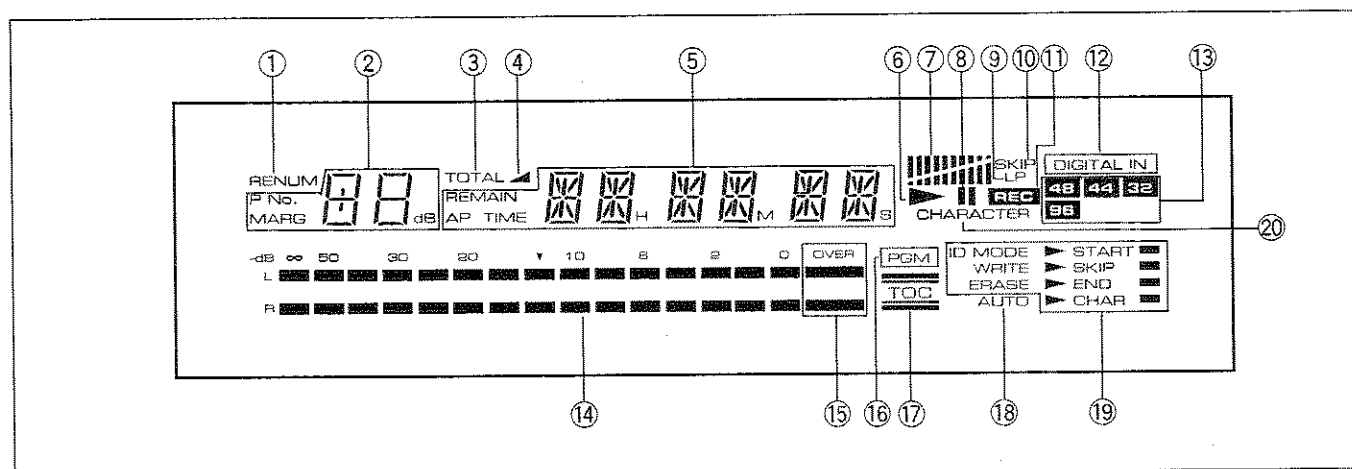 ① ② ③ ④ ⑤ ⑥ ⑦ ⑧ ⑨ ⑩ ⑪ ⑫ ⑬
RENUM
P No.
MARG
dB
TOTAL
REMAIN
AP TIME
H M S
SKIP
LP
REC
CHARACTER
DIGITAL IN
48 44 32
96
⑳
-dB ∞ 50 30 20 10 6 2 0 OVER
L
R
PGM
TOC
ID MODE START
WRITE SKIP
ERASE END
AUTO CHAR
⑭ ⑮ ⑯ ⑰ ⑱ ⑲